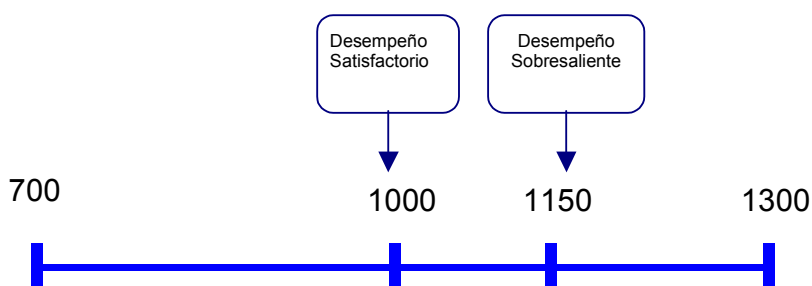 Desempeño
Satisfactorio
Desempeño
Sobresaliente
700
1000
1150
1300